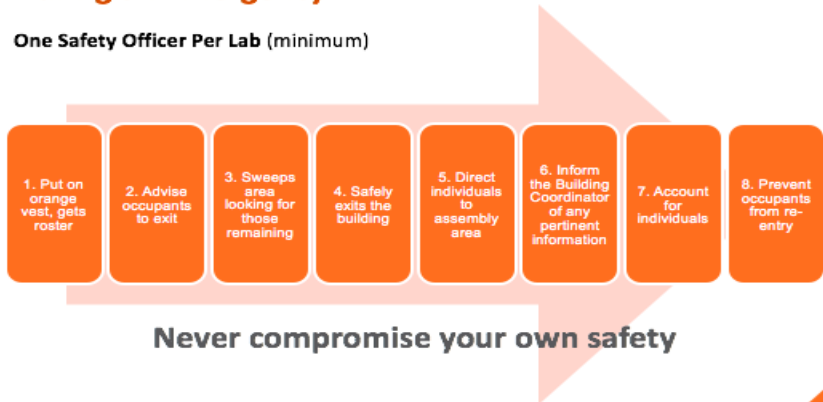 One Safety Officer Per Lab (minimum)
1. Put on
orange
vest, gets
roster
2. Advise
occupants
to exit
3. Sweeps
area
looking for
those
remaining
4. Safely
exits the
building
5. Direct
individuals
to
assembly
area
6. Inform
the Building
Coordinator
of any
pertinent
information
7. Account
for
individuals
8. Prevent
occupants
from re-
entry
Never compromise your own safety